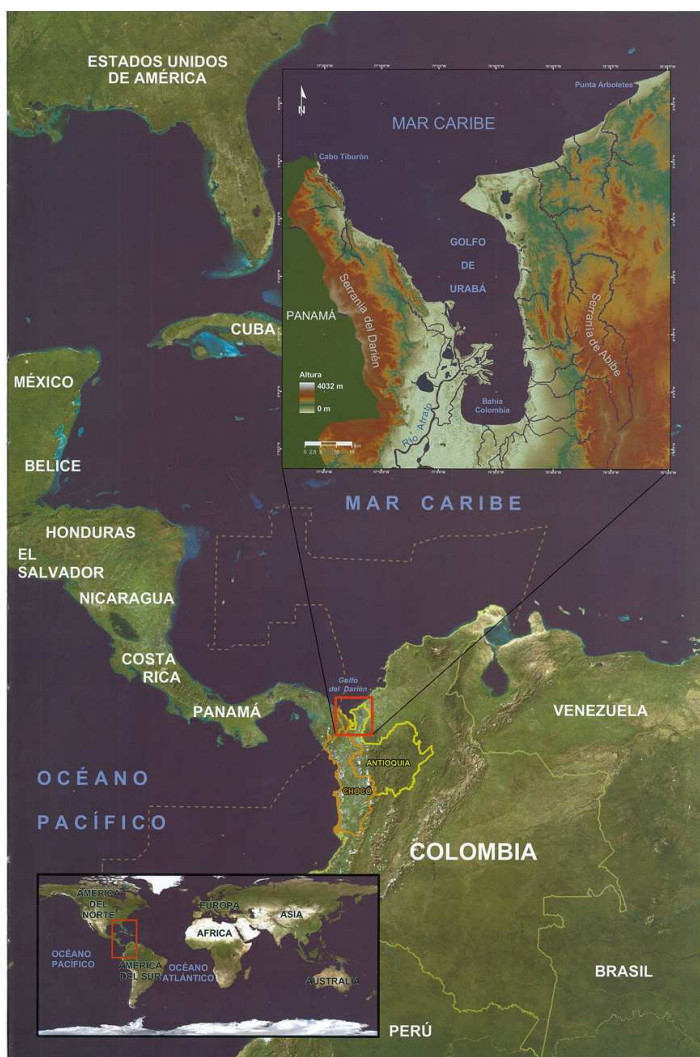 ESTADOS UNIDOS
DE AMÉRICA
Punta Arboletes
N
MAR CARIBE
Cabo Tiburón
GOLFO
DE
URABÁ
Serranía del Darién
PANAMÁ
Serranía de Abibe
CUBA
Altura
4032 m
0 m
Bahía
Colombia
Río Atrato
MÉXICO
BELICE
MAR CARIBE
HONDURAS
EL
SALVADOR
NICARAGUA
COSTA
RICA
Golfo
del Darién
PANAMÁ
VENEZUELA
ANTIOQUIA
OCÉANO
PACÍFICO
CHOCÓ
COLOMBIA
AMÉRICA
DEL
NORTE
EUROPA
ASIA
AFRICA
OCÉANO
PACÍFICO
AMÉRICA
DEL SUR
OCÉANO
ATLÁNTICO
AUSTRALIA
BRASIL
PERÚ